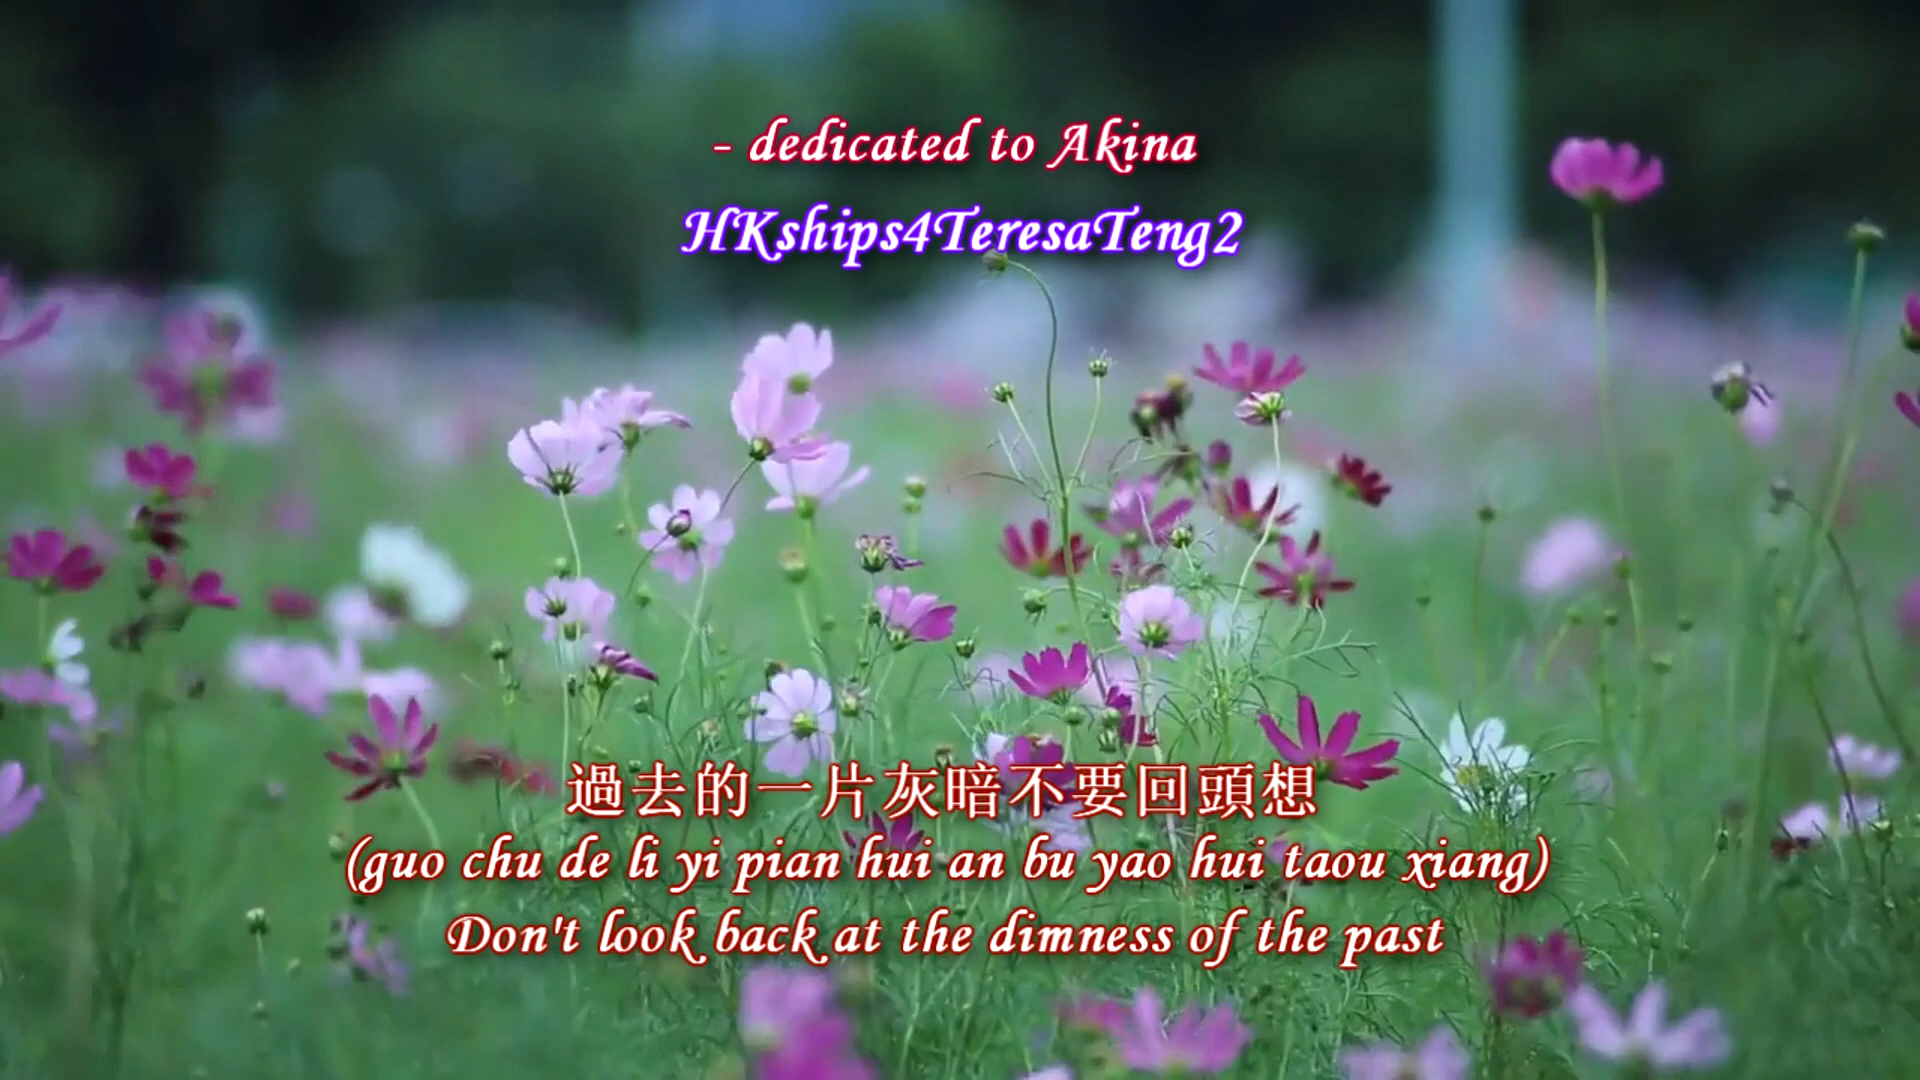 - dedicated to Akina
HKships4TeresaTeng2
過去的一片灰暗不要回頭想
(guo chu de li yi pian hui an bu yao hui taou xiang)
Don't look back at the dimness of the past